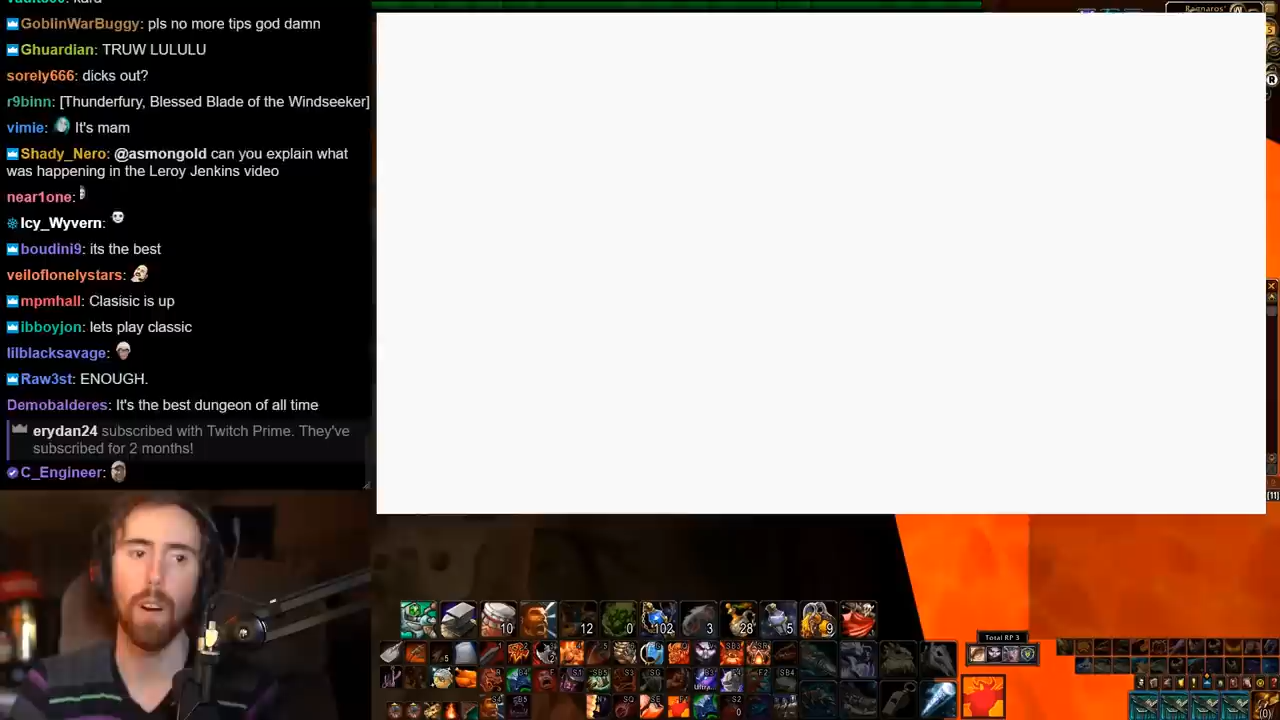 GoblinWarBuggy: pls no more tips god damn
Ghuardian: TRUW LULULU
sorely666: dicks out?
r9binn: [Thunderfury, Blessed Blade of the Windseeker]
vimie: It's mam
Shady_Nero: @asmongold can you explain what
was happening in the Leroy Jenkins video
near1one:
Icy_Wyvern:
boudini9: its the best
veiloflonelystars:
mpmhall: Clasisic is up
ibboyjon: lets play classic
lilblacksavage:
Raw3st: ENOUGH.
Demobalderes: It's the best dungeon of all time
erydan24 subscribed with Twitch Prime. They've
subscribed for 2 months!
C_Engineer:
Ragnaros
10
12
0
102
3
28
5
9
Total RP 3
(11)
(0)